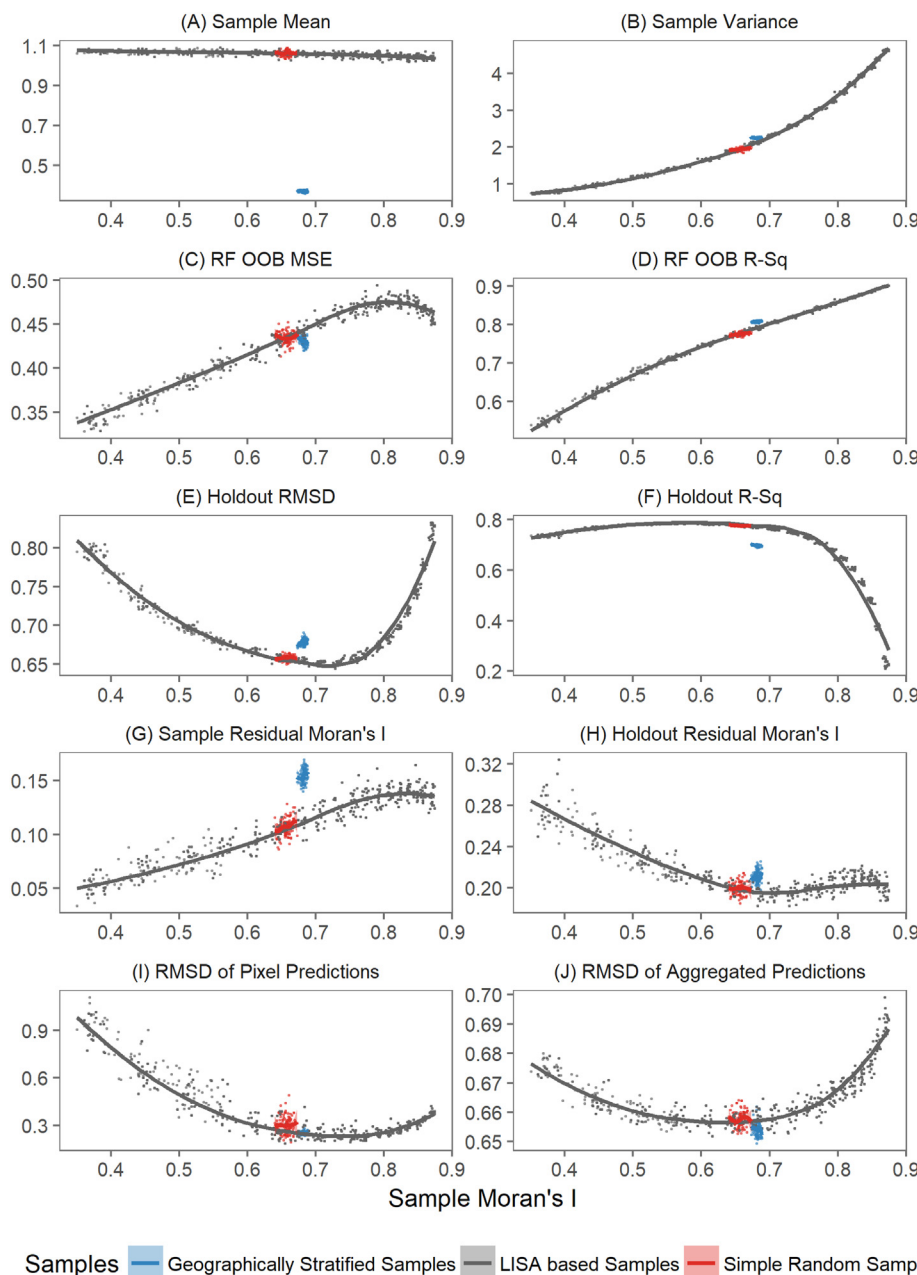 (A) Sample Mean
(B) Sample Variance
1.1
0.9
0.7
0.5
4
3
2
1
0.4 0.5 0.6 0.7 0.8 0.9
0.4 0.5 0.6 0.7 0.8 0.9
(C) RF OOB MSE
(D) RF OOB R-Sq
0.50
0.45
0.40
0.35
0.9
0.8
0.7
0.6
0.4 0.5 0.6 0.7 0.8 0.9
0.4 0.5 0.6 0.7 0.8 0.9
(E) Holdout RMSD
(F) Holdout R-Sq
0.80
0.75
0.70
0.65
0.8
0.6
0.4
0.2
0.4 0.5 0.6 0.7 0.8 0.9
0.4 0.5 0.6 0.7 0.8 0.9
(G) Sample Residual Moran's I
(H) Holdout Residual Moran's I
0.15
0.10
0.05
0.32
0.28
0.24
0.20
0.4 0.5 0.6 0.7 0.8 0.9
0.4 0.5 0.6 0.7 0.8 0.9
(I) RMSD of Pixel Predictions
(J) RMSD of Aggregated Predictions
0.9
0.6
0.3
0.70
0.69
0.68
0.67
0.66
0.65
0.4 0.5 0.6 0.7 0.8 0.9
0.4 0.5 0.6 0.7 0.8 0.9
Sample Moran's I
Samples Geographically Stratified Samples LISA based Samples Simple Random Samp